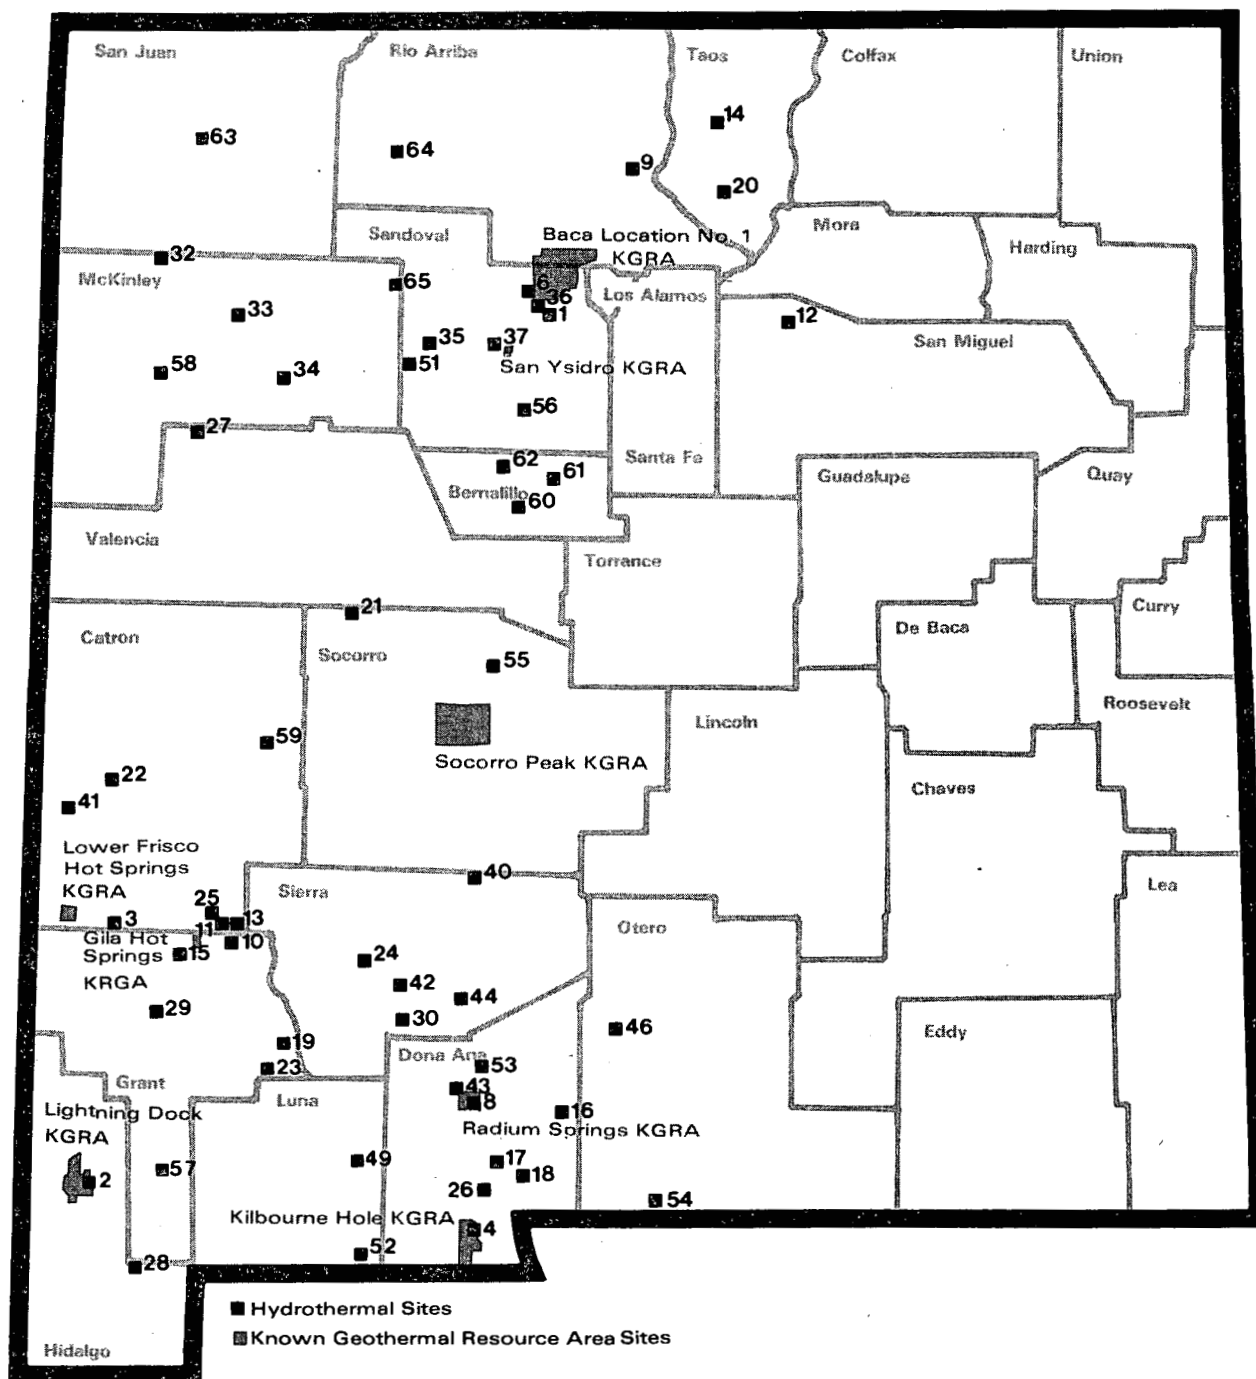 San Juan
Rio Arriba
Taos
Colfax
Union
63
64
14
9
20
Baca Location No. 1
KGRA
Sandoval
Mora
Harding
32
McKinley
65
6
36
1
Los Alamos
12
33
35
37
51
San Ysidro KGRA
San Miguel
58
34
56
27
62
61
60
Bernalillo
Santa Fe
Guadalupe
Quay
Valencia
Torrance
21
Catron
Socorro
55
De Baca
Curry
Roosevelt
Lincoln
59
Socorro Peak KGRA
22
41
Chaves
Lower Frisco
Hot Springs
KGRA
40
Sierra
Lea
25
3
11
13
10
Gila Hot
Springs
KRGA
15
24
Otero
42
44
29
30
46
Eddy
19
23
Dona Ana
53
Grant
Luna
43
8
16
Radium Springs KGRA
Lightning Dock
KGRA
2
57
49
17
18
26
54
Kilbourne Hole KGRA
4
52
28
Hydrothermal Sites
Known Geothermal Resource Area Sites
Hidalgo